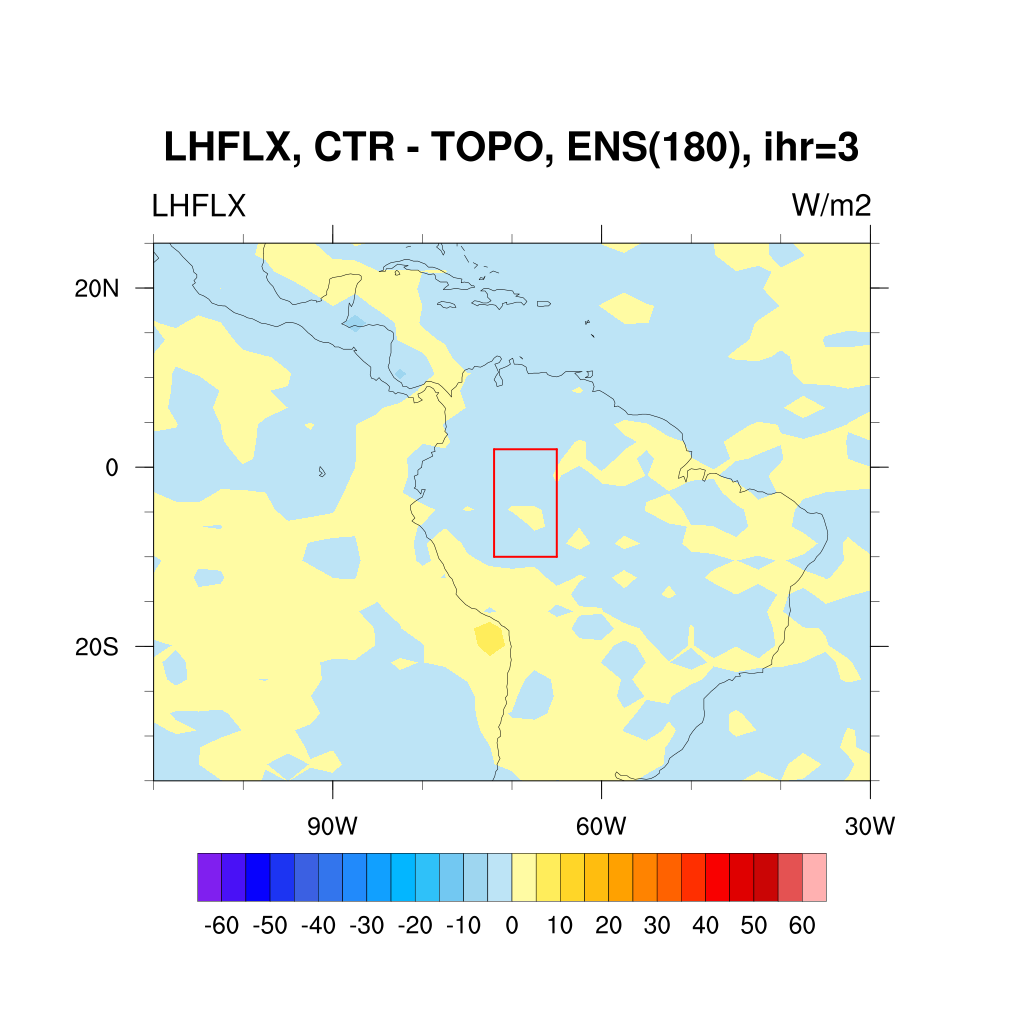 LHFLX, CTR - TOPO, ENS(180), ihr=3
LHFLX W/m2
20N
0
20S
90W 60W 30W
-60 -50 -40 -30 -20 -10 0 10 20 30 40 50 60